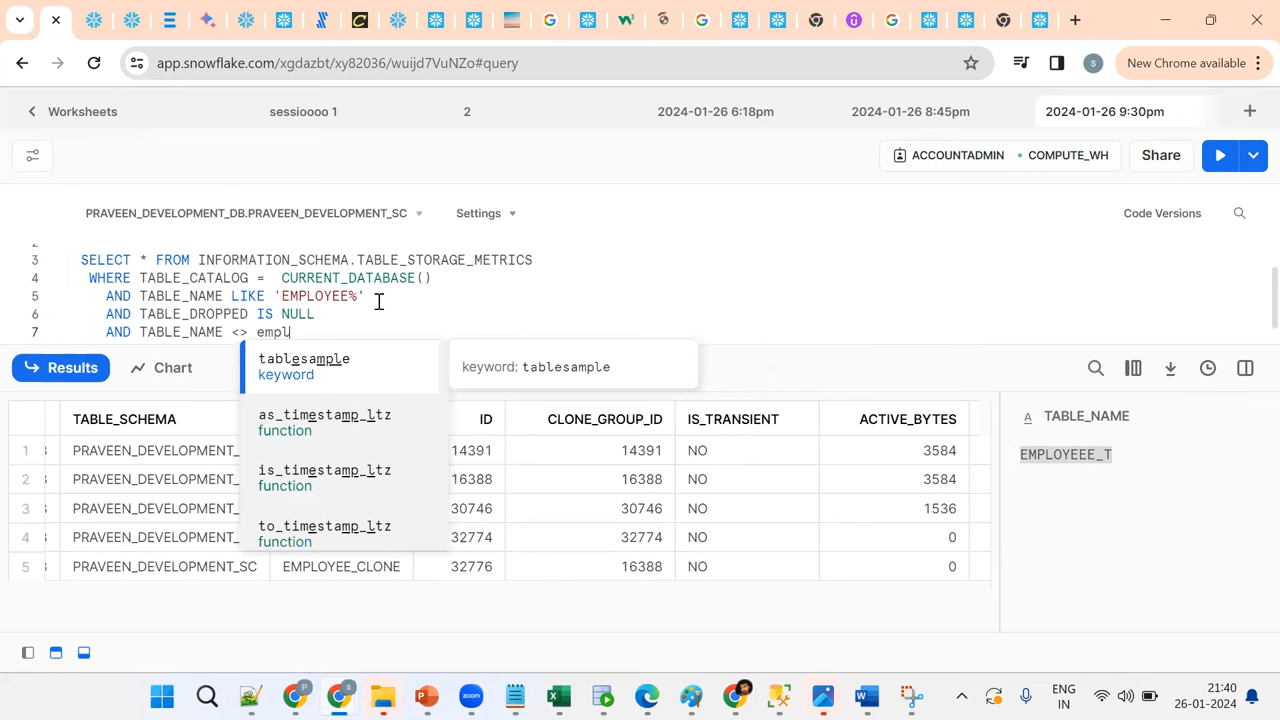 app.snowflake.com/xgdazbt/xy82036/wuijd7VuNZo#query
S
New Chrome available
Worksheets
sessioooo 1
2
2024-01-26 6:18pm
2024-01-26 8:45pm
2024-01-26 9:30pm
ACCOUNTADMIN
COMPUTE_WH
Share
PRAVEEN_DEVELOPMENT_DB.PRAVEEN_DEVELOPMENT_SC
Settings
Code Versions
2
3 SELECT * FROM INFORMATION_SCHEMA.TABLE_STORAGE_METRICS
4 WHERE TABLE_CATALOG = CURRENT_DATABASE()
5 AND TABLE_NAME LIKE 'EMPLOYEE%'
6 AND TABLE_DROPPED IS NULL
7 AND TABLE_NAME <> empl
tablesample
keyword
keyword: tablesample
as_timestamp_ltz
function
is_timestamp_ltz
function
to_timestamp_ltz
function
Results
Chart
TABLE_SCHEMA ID CLONE_GROUP_ID IS_TRANSIENT ACTIVE_BYTES
1 3 PRAVEEN_DEVELOPMENT_ 14391 14391 NO 3584
2 3 PRAVEEN_DEVELOPMENT_ 16388 16388 NO 3584
3 3 PRAVEEN_DEVELOPMENT_ 30746 30746 NO 1536
4 3 PRAVEEN_DEVELOPMENT_ 32774 32774 NO 0
5 3 PRAVEEN_DEVELOPMENT_SC EMPLOYEE_CLONE 32776 16388 NO 0
A TABLE_NAME
EMPLOYEEE_T
ENG
IN
21:40
26-01-2024